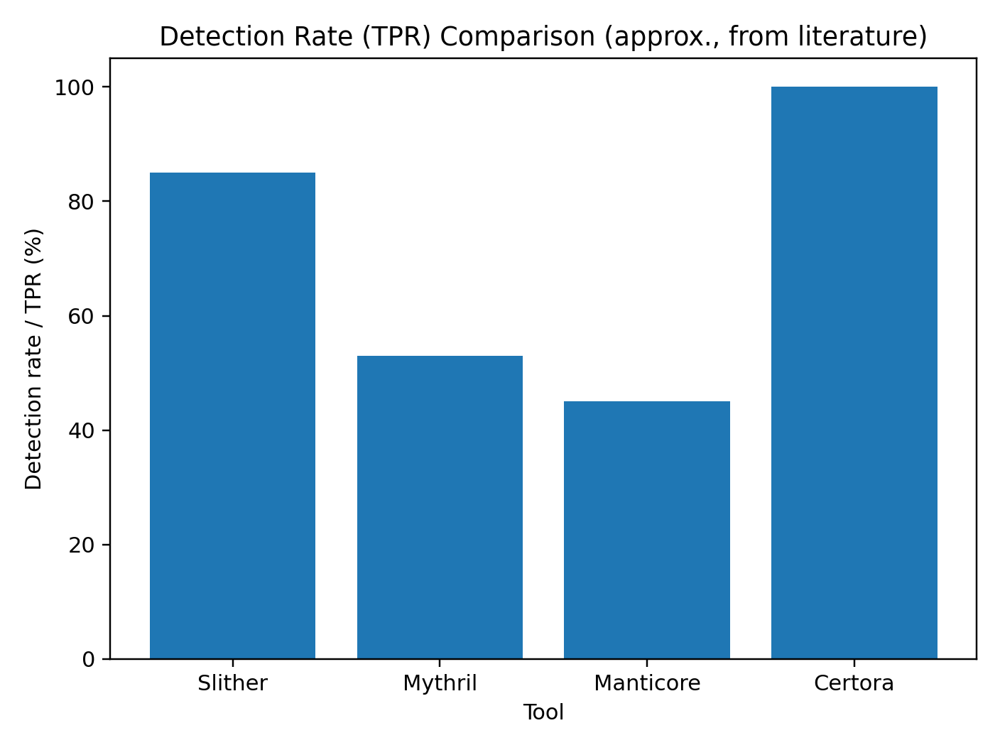 Detection Rate (TPR) Comparison (approx., from literature)
Detection rate / TPR (%)
100
80
60
40
20
0
Slither Mythril Manticore Certora
Tool